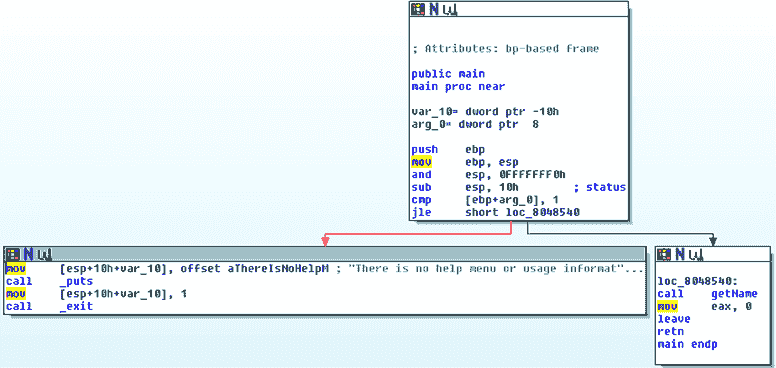 ; Attributes: bp-based frame
public main
main proc near
var_10= dword ptr -10h
arg_0= dword ptr  8
push    ebp
mov     ebp, esp
and     esp, 0FFFFFFF0h
sub     esp, 10h        ; status
cmp     [ebp+arg_0], 1
jle     short loc_8048540
mov     [esp+10h+var_10], offset aThereIsNoHelpM ; "There is no help menu or usage informat"...
call    _puts
mov     [esp+10h+var_10], 1
call    _exit
loc_8048540:
call    getName
mov     eax, 0
leave
retn
main endp